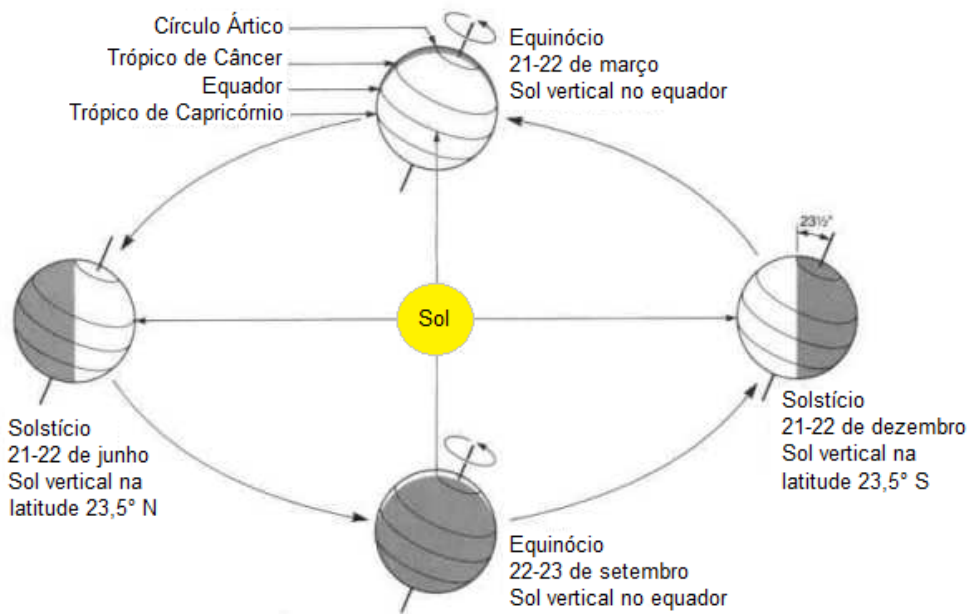 Círculo Ártico
Trópico de Câncer
Equador
Trópico de Capricórnio
Equinócio
21-22 de março
Sol vertical no equador
23½°
Sol
Solstício
21-22 de junho
Sol vertical na
latitude 23,5° N
Solstício
21-22 de dezembro
Sol vertical na
latitude 23,5° S
Equinócio
22-23 de setembro
Sol vertical no equador